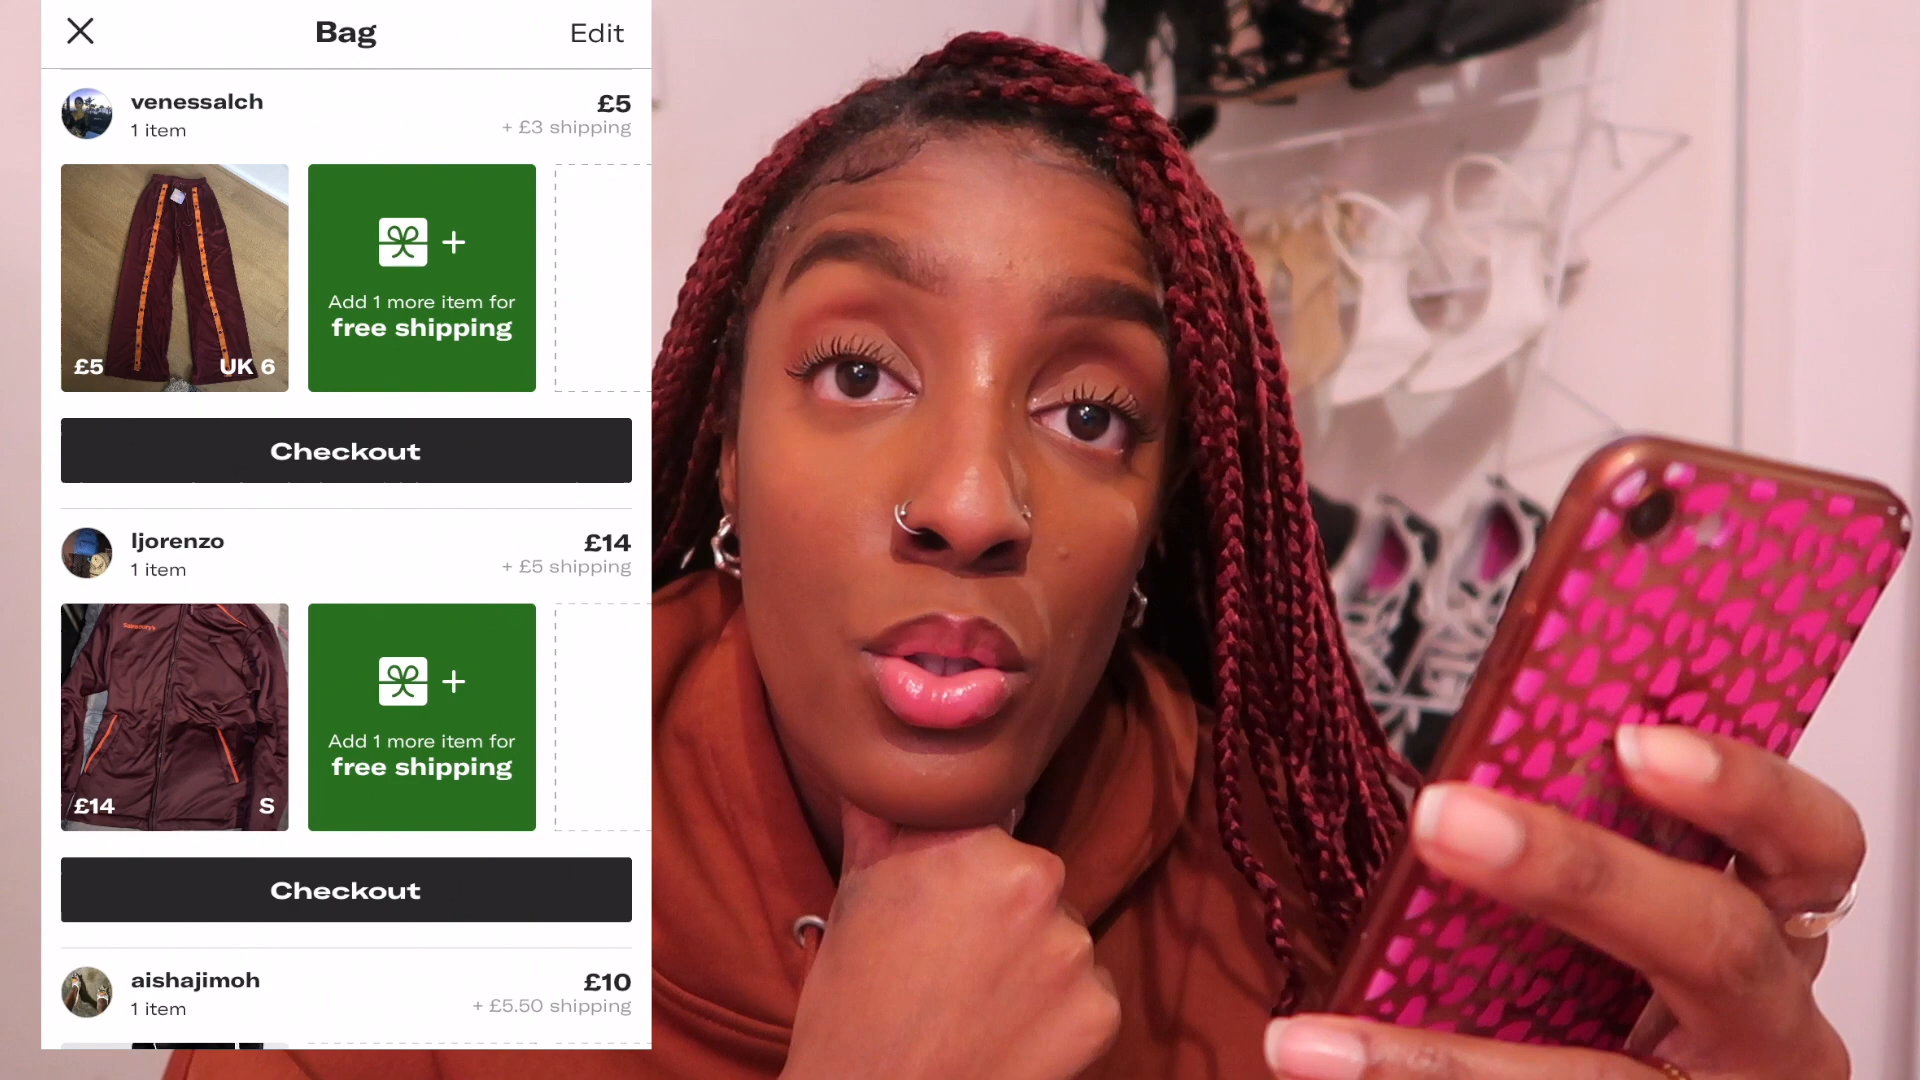 Bag
Edit
venessalch
£5
1 item
+ £3 shipping
Add 1 more item for
free shipping
£5
UK 6
Checkout
ljorenzo
£14
1 item
+ £5 shipping
Sainsbury's
Add 1 more item for
free shipping
£14
S
Checkout
aishajimoh
£10
1 item
+ £5.50 shipping